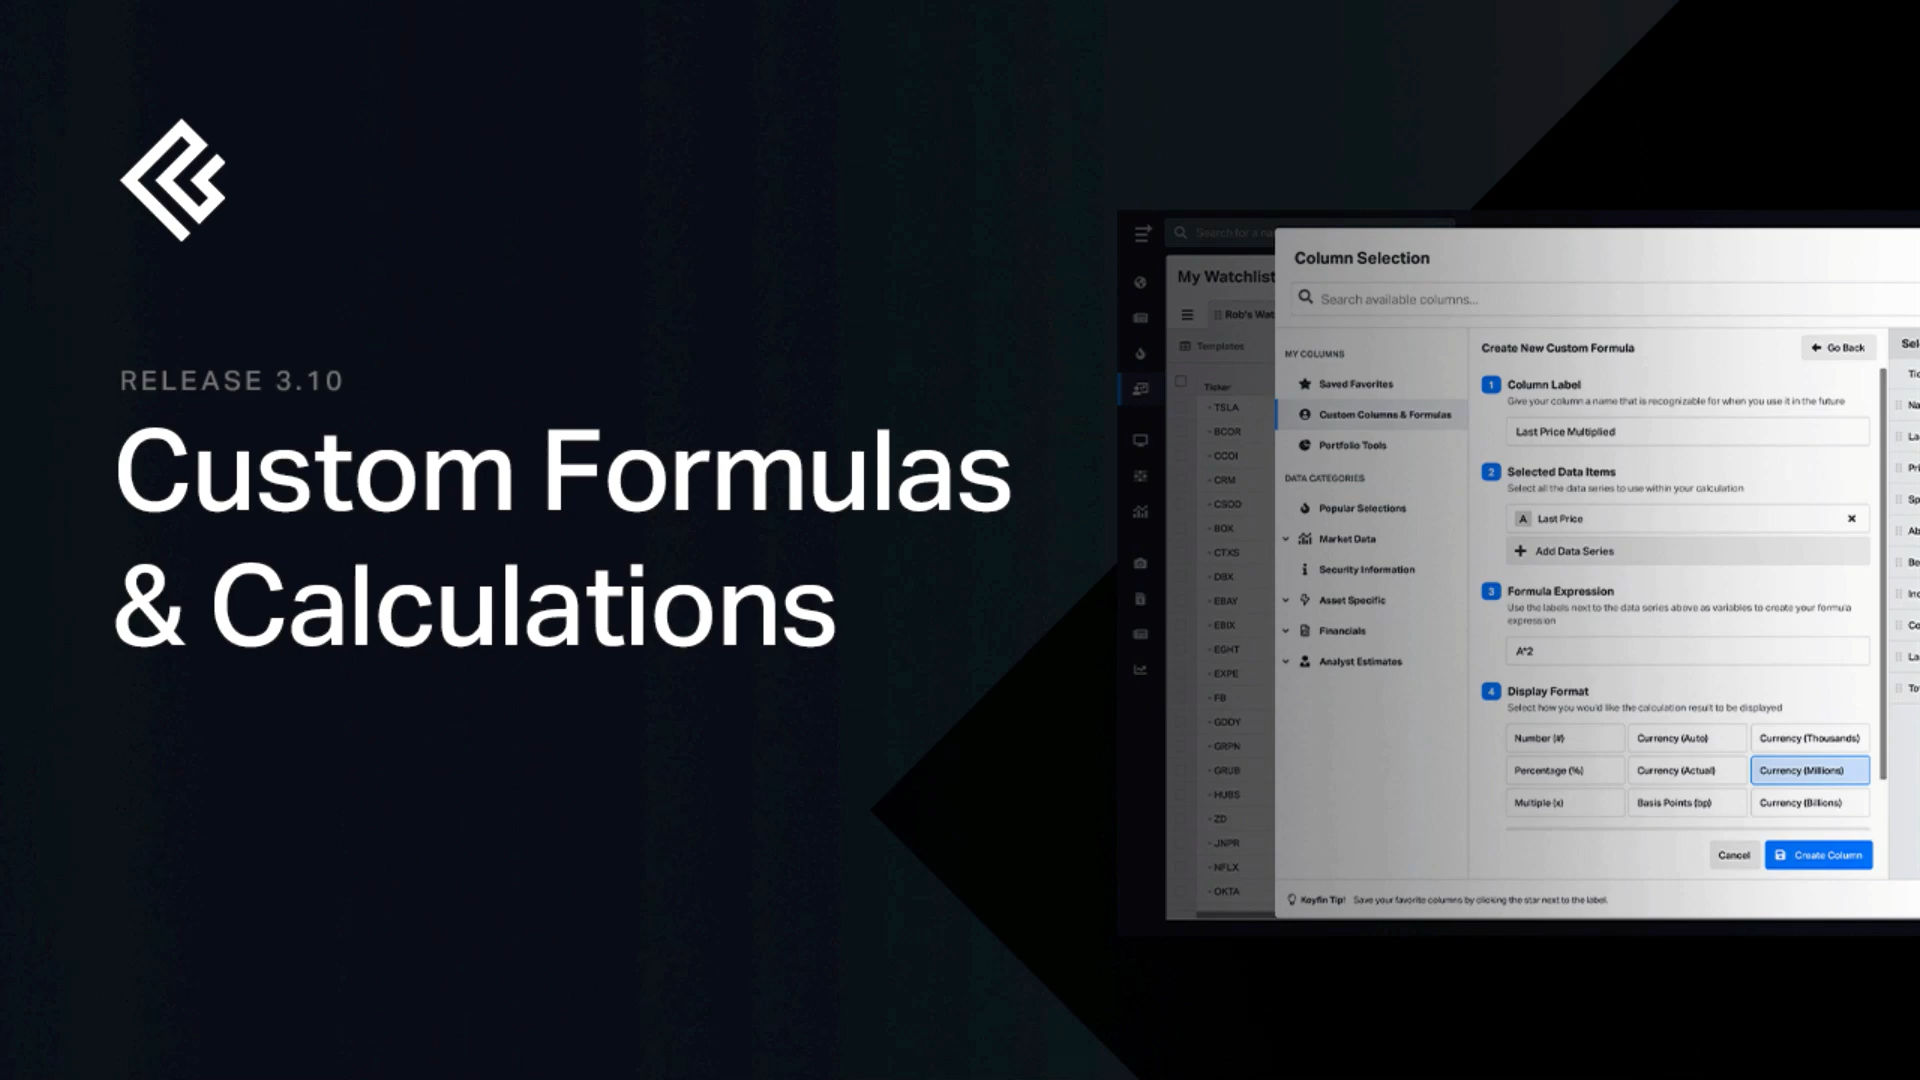 RELEASE 3.10
Custom Formulas
& Calculations
Search for a
My Watchlist
Rob's
Templates
Ticker
TSLA
BCOR
CCOI
CRM
CSOD
BOX
CTXS
DBX
EBAY
EBIX
EGHT
EXPE
FB
GDDY
GRPN
GRUB
HUBS
ZD
JNPR
NFLX
OKTA
Column Selection
Search available columns...
MY COLUMNS
Saved Favorites
Custom Columns & Formulas
Portfolio Tools
DATA CATEGORIES
Popular Selections
Market Data
Security Information
Asset Specific
Financials
Analyst Estimates
Create New Custom Formula
Go Back
1 Column Label
Give your column a name that is recognizable for when you use it in the future
Last Price Multiplied
2 Selected Data Items
Select all the data series to use within your calculation
A Last Price
Add Data Series
3 Formula Expression
Use the labels next to the data series above as variables to create your formula
expression
A*2
4 Display Format
Select how you would like the calculation result to be displayed
Number (#) Currency (Auto) Currency (Thousands)
Percentage (%) Currency (Actual) Currency (Millions)
Multiple (x) Basis Points (bp) Currency (Billions)
Cancel Create Column
Koyfin Tip! Save your favorite columns by clicking the star next to the label.